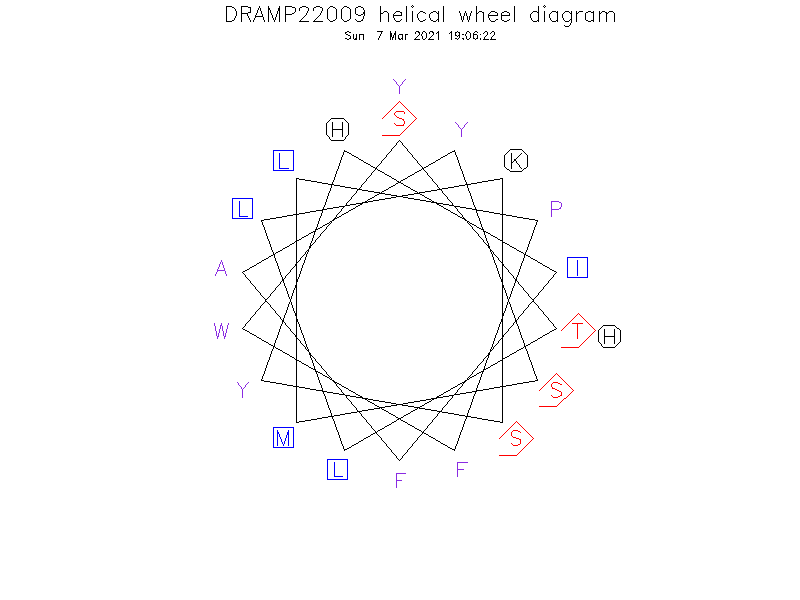 DRAMP22009 helical wheel diagram
Sun 7 Mar 2021 19:06:22
Y
S
H
Y
L
K
L
P
A
I
W
T
H
Y
S
M
S
L
F
F